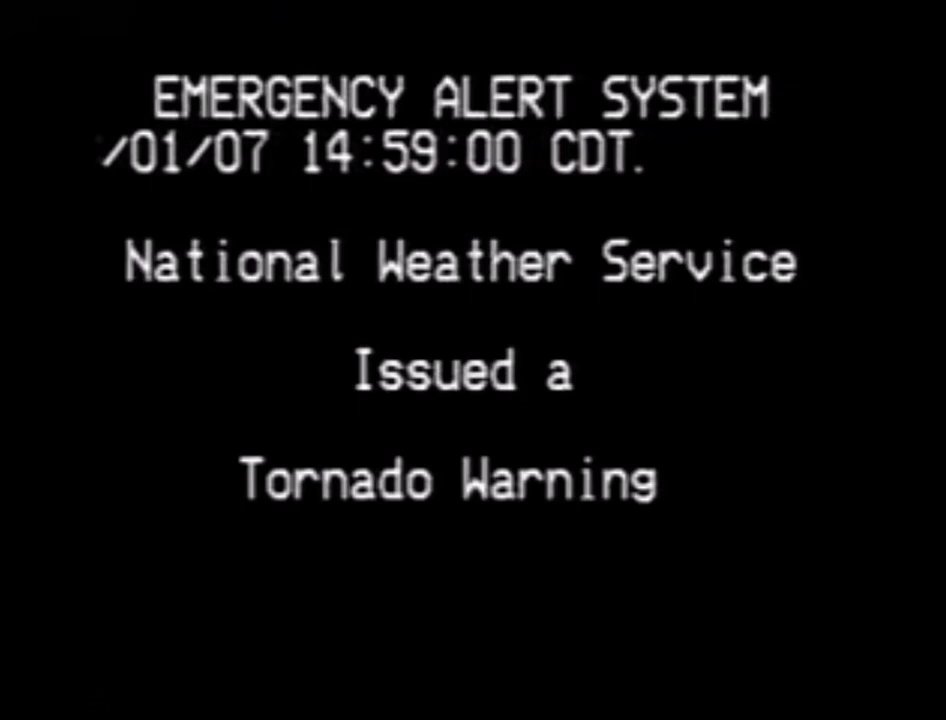 EMERGENCY ALERT SYSTEM
/01/07 14:59:00 CDT.
National Weather Service
Issued a
Tornado Warning